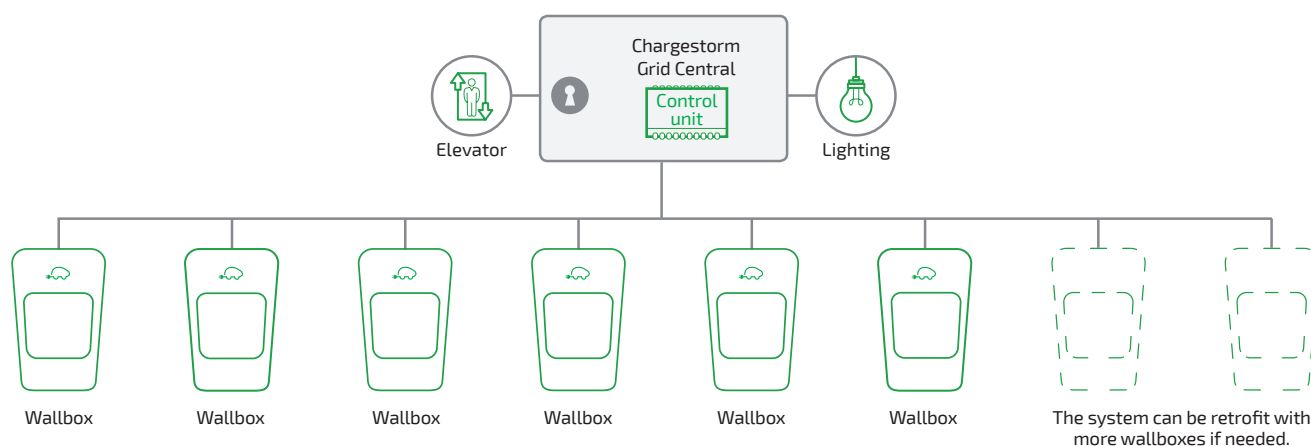 Chargestorm
Grid Central
Control
unit
Elevator
Lighting
Wallbox
Wallbox
Wallbox
Wallbox
Wallbox
Wallbox
The system can be retrofit with
more wallboxes if needed.